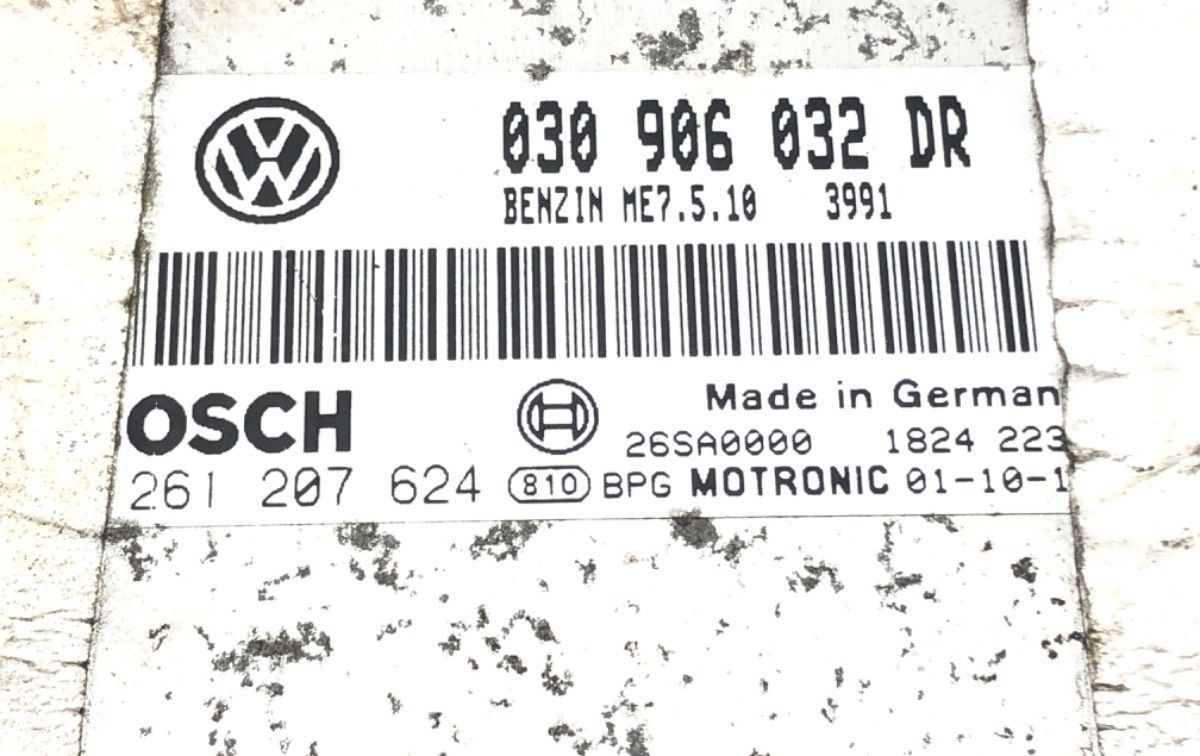 030 906 032 DR
BENZIN ME7.5.10 3991
OSCH
Made in German
26SA0000 1824 223
261 207 624 810 BPG MOTRONIC 01-10-1